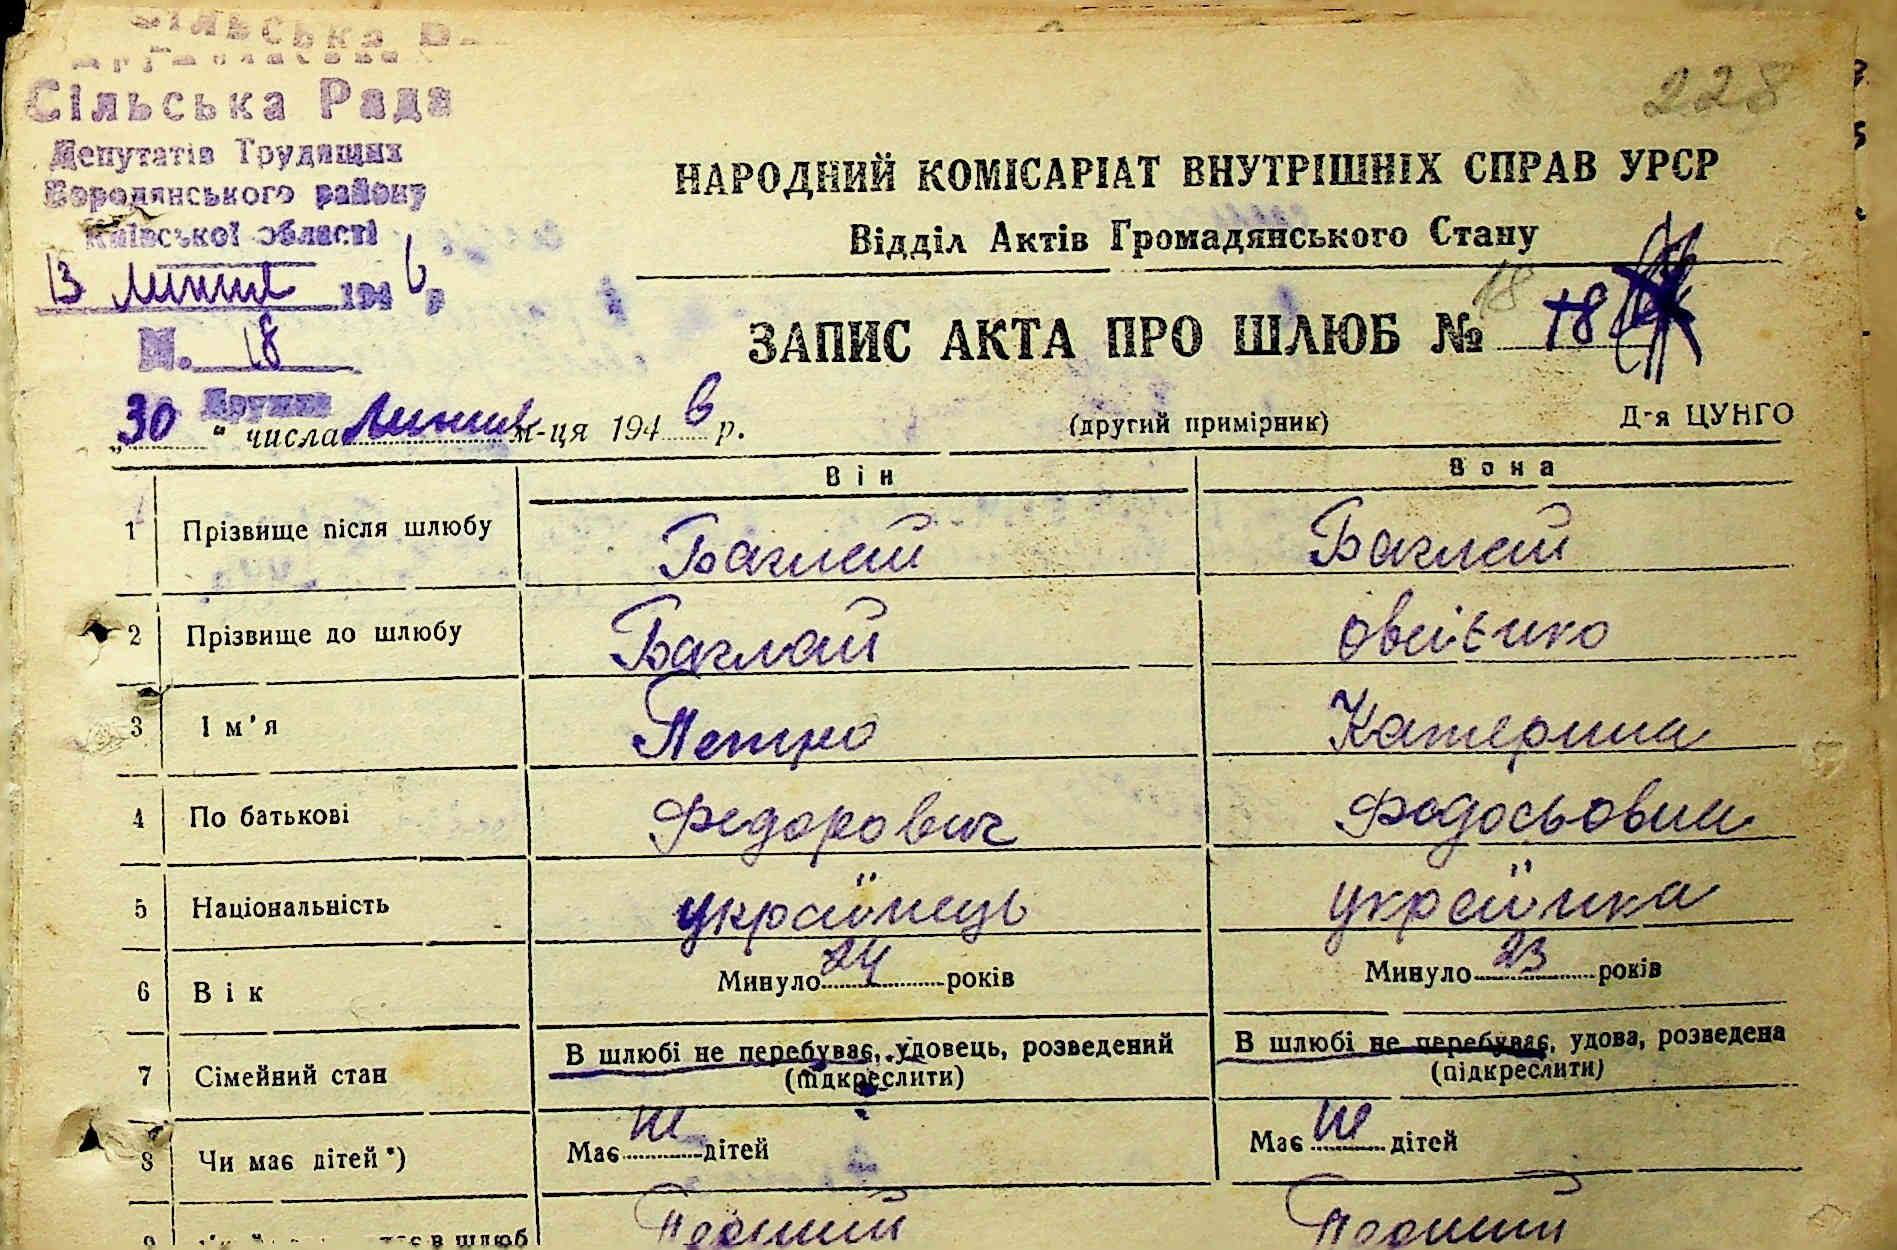 Сільська Рада
Депутатів Трудящих
Бородянського району
Київської області
13 Липня 1946 р
№. 18
228
НАРОДНИЙ КОМІСАРІАТ ВНУТРІШНІХ СПРАВ УРСР
Відділ Актів Громадянського Стану
ЗАПИС АКТА ПРО ШЛЮБ № 18 18
„30 “ числа Липня м-ця 1946 р.
(другий примірник)
Д-я ЦУНГО
Він Вона
1 Прізвище після шлюбу Баглай Баглай
2 Прізвище до шлюбу Баглай
3 Ім'я Петро Катерина
4 По батькові Федорович Федосьовна
5 Національність українець українка
6 Вік Минуло 24 років Минуло 23 років
7 Сімейний стан В шлюбі не перебуває, удовець, розведений (підкреслити) В шлюбі не перебуває, удова, розведена (підкреслити)
8 Чи має дітей *) Має не дітей Має не дітей
9 в шлюб Перший Перший